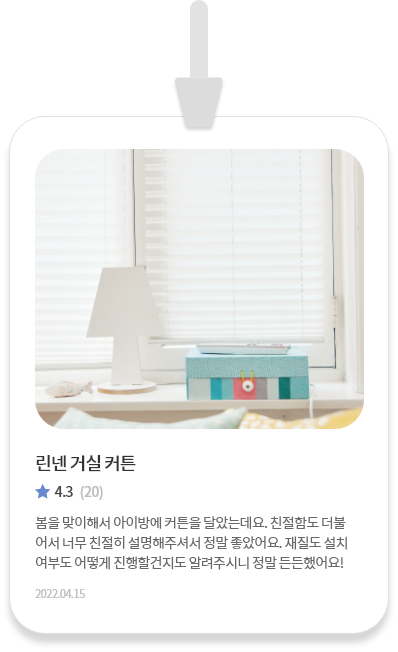 린넨 거실 커튼
4.3 (20)
봄을 맞이해서 아이방에 커튼을 달았는데요. 친절함도 더불
어서 너무 친절히 설명해주셔서 정말 좋았어요. 재질도 설치
여부도 어떻게 진행할건지도 알려주시니 정말 든든했어요!
2022.04.15